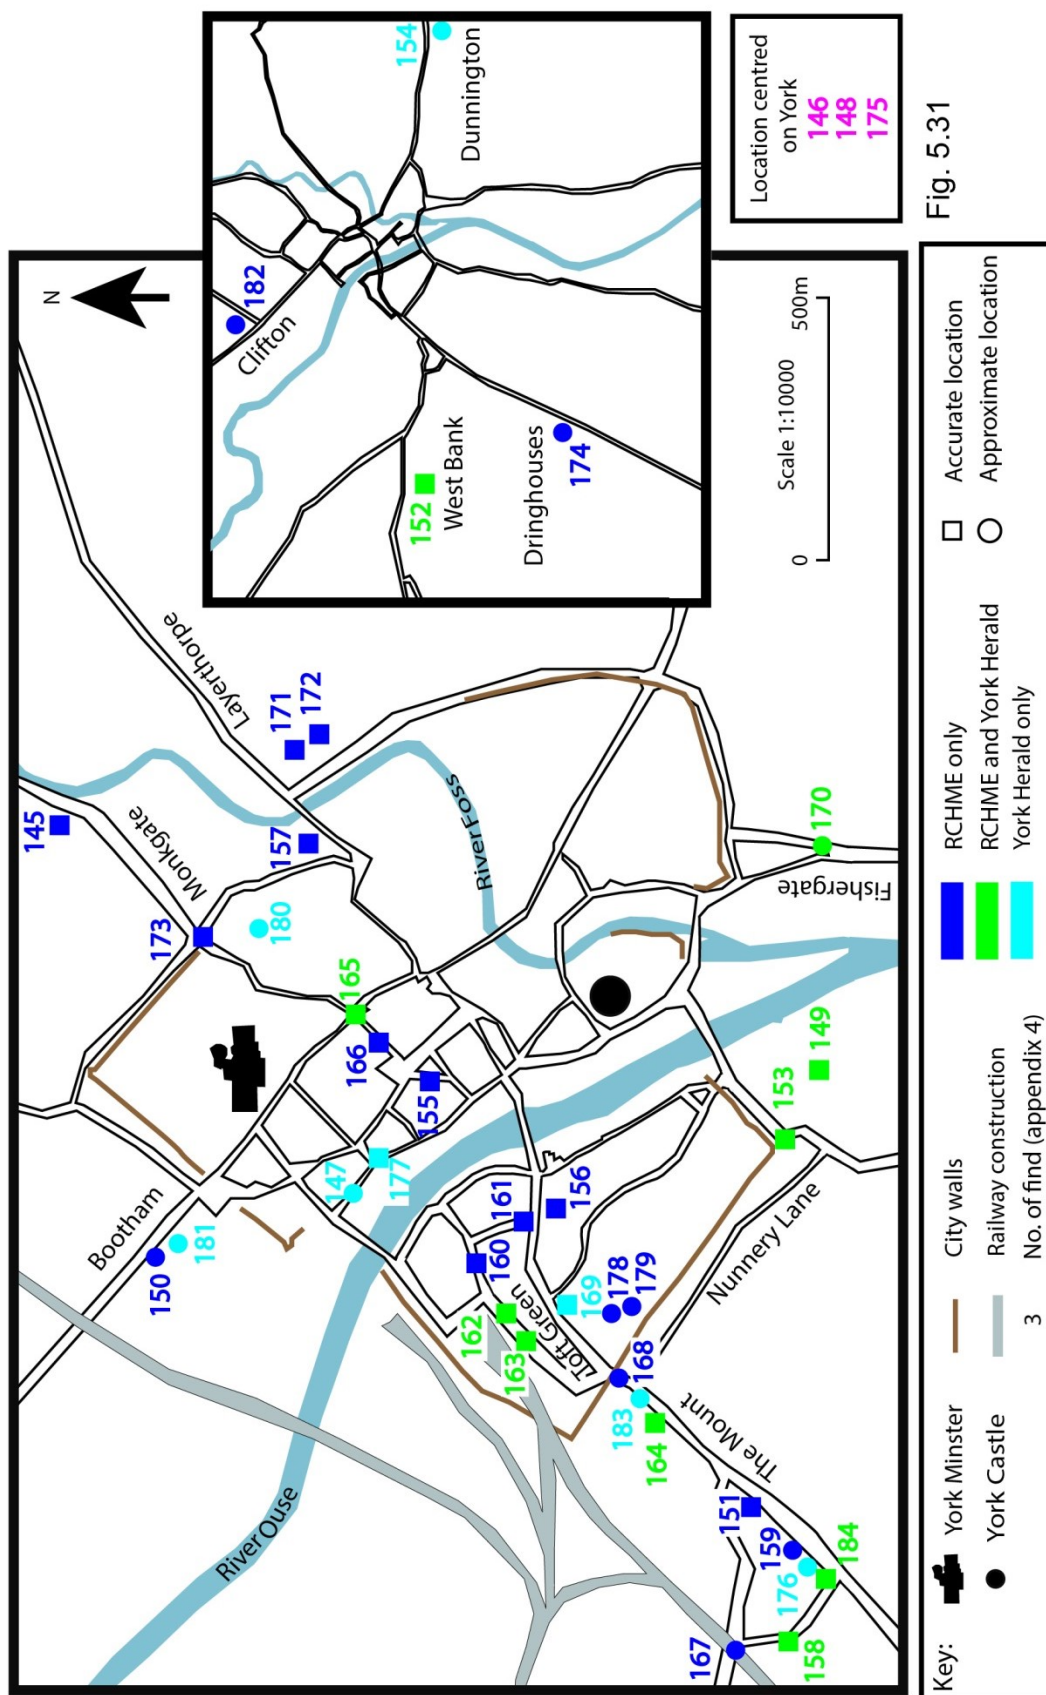 N
Bootham
Monkgate
Layerthorpe
River Foss
River Ouse
Toft Green
The Mount
Nunnery Lane
Fishergate
145
173
157
171
172
180
165
166
155
147
177
150
181
161
160
156
162
163
169
178
179
168
183
164
151
159
176
184
158
167
153
149
170
182
Clifton
154
Dunnington
152
West Bank
Dringhouses
174
Scale 1:10000
0
500m
Location centred
on York
146
148
175
Fig. 5.31
Key:
York Minster
York Castle
City walls
Railway construction
3
No. of find (appendix 4)
RCHME only
RCHME and York Herald
York Herald only
Accurate location
Approximate location